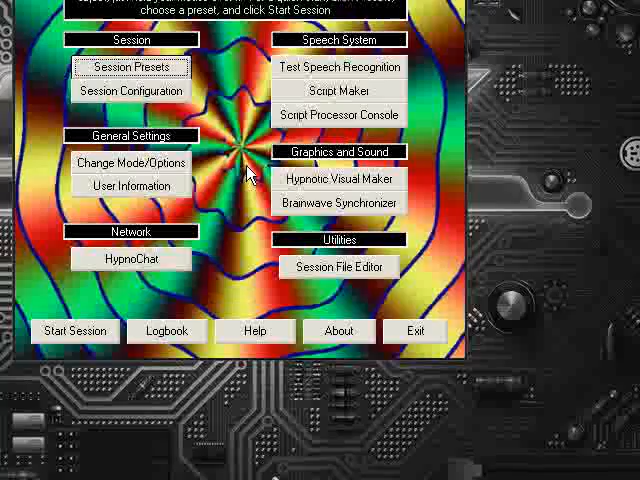 choose a preset, and click Start Session
Session
Speech System
Session Presets
Test Speech Recognition
Session Configuration
Script Maker
Script Processor Console
General Settings
Graphics and Sound
Change Mode/Options
Hypnotic Visual Maker
User Information
Brainwave Synchronizer
Network
Utilities
HypnoChat
Session File Editor
Start Session
Logbook
Help
About
Exit